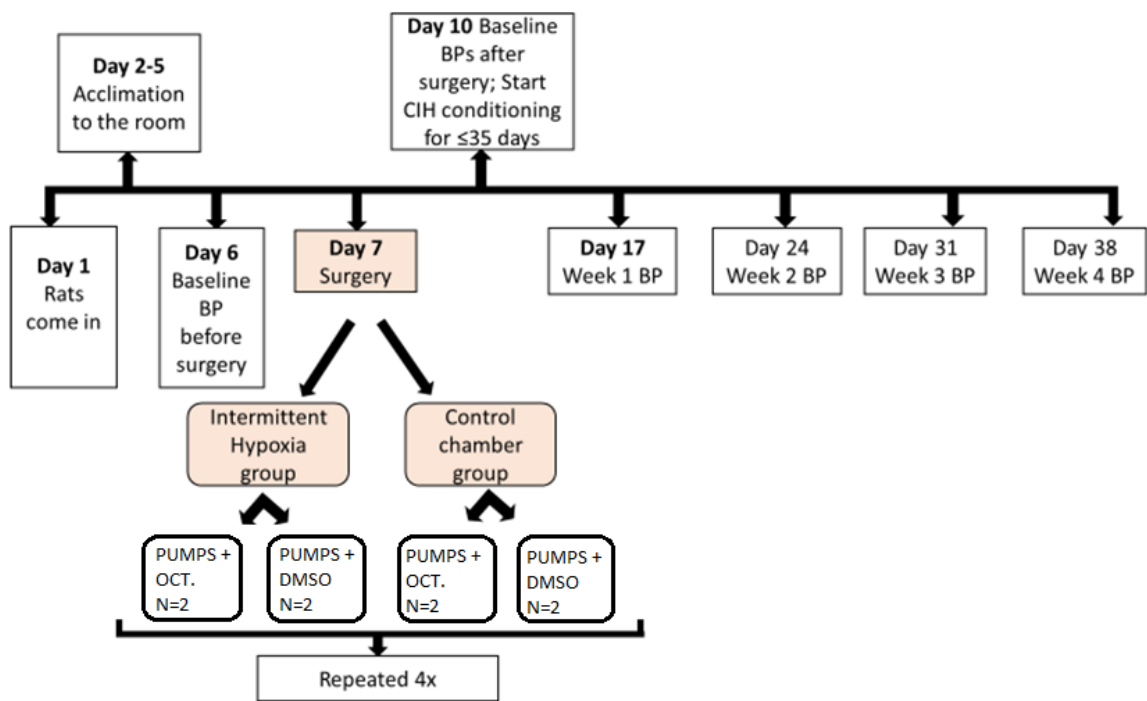 Day 2-5
Acclimation
to the room
Day 10 Baseline
BPs after
surgery; Start
CIH conditioning
for ≤35 days
Day 1
Rats
come in
Day 6
Baseline
BP
before
surgery
Day 7
Surgery
Day 17
Week 1 BP
Day 24
Week 2 BP
Day 31
Week 3 BP
Day 38
Week 4 BP
Intermittent
Hypoxia
group
Control
chamber
group
PUMPS +
OCT.
N=2
PUMPS +
DMSO
N=2
PUMPS +
OCT.
N=2
PUMPS +
DMSO
N=2
Repeated 4x